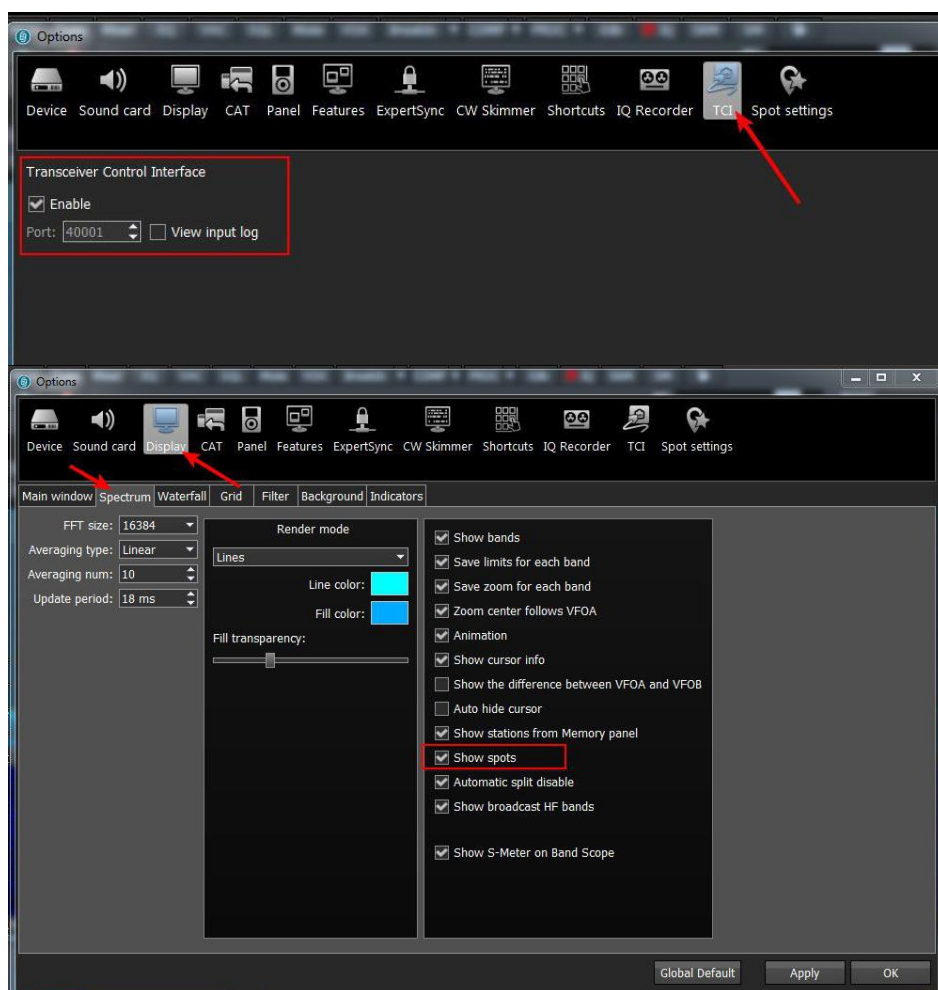 Options
Device Sound card Display CAT Panel Features ExpertSync CW Skimmer Shortcuts IQ Recorder TCI Spot settings
Transceiver Control Interface
Enable
Port: 40001 View input log
Options
Device Sound card Display CAT Panel Features ExpertSync CW Skimmer Shortcuts IQ Recorder TCI Spot settings
Main window Spectrum Waterfall Grid Filter Background Indicators
FFT size: 16384
Averaging type: Linear
Averaging num: 10
Update period: 18 ms
Render mode
Lines
Line color:
Fill color:
Fill transparency:
Show bands
Save limits for each band
Save zoom for each band
Zoom center follows VFOA
Animation
Show cursor info
Show the difference between VFOA and VFOB
Auto hide cursor
Show stations from Memory panel
Show spots
Automatic split disable
Show broadcast HF bands
Show S-Meter on Band Scope
Global Default Apply OK